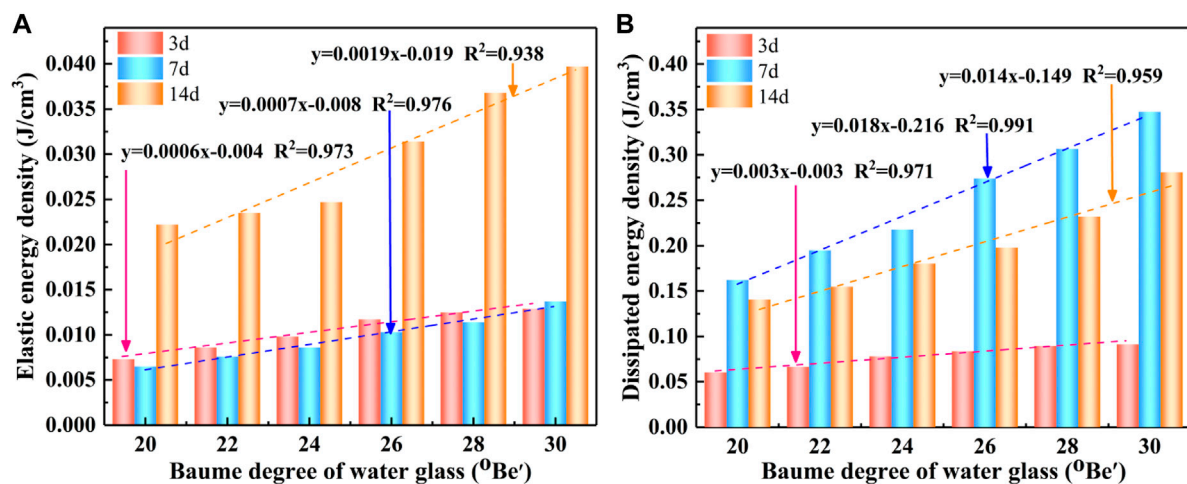 A
3d
7d
14d
y=0.0019x-0.019 R²=0.938
y=0.0007x-0.008 R²=0.976
y=0.0006x-0.004 R²=0.973
0.040
0.035
0.030
0.025
0.020
0.015
0.010
0.005
0.000
Elastic energy density (J/cm³)
20 22 24 26 28 30
Baume degree of water glass (⁰Be′)
B
3d
7d
14d
y=0.014x-0.149 R²=0.959
y=0.018x-0.216 R²=0.991
y=0.003x-0.003 R²=0.971
0.40
0.35
0.30
0.25
0.20
0.15
0.10
0.05
0.00
Dissipated energy density (J/cm³)
20 22 24 26 28 30
Baume degree of water glass (⁰Be′)